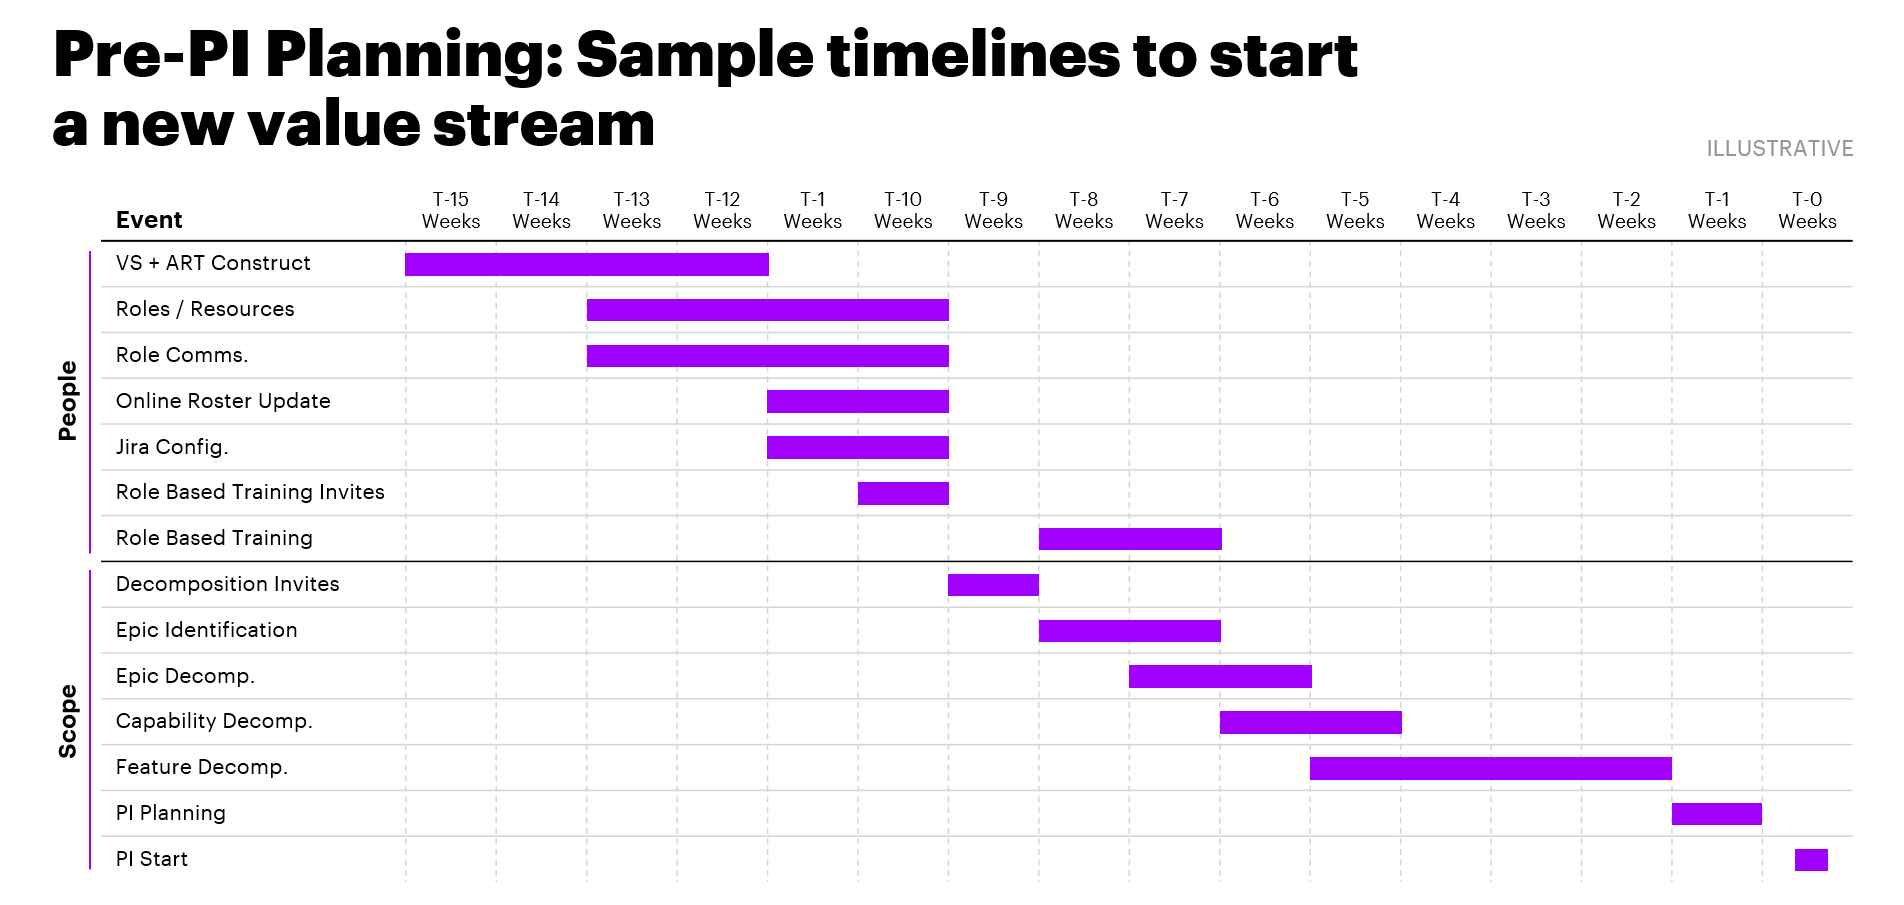 Pre-PI Planning: Sample timelines to start
a new value stream
ILLUSTRATIVE
Event
T-15 Weeks
T-14 Weeks
T-13 Weeks
T-12 Weeks
T-1 Weeks
T-10 Weeks
T-9 Weeks
T-8 Weeks
T-7 Weeks
T-6 Weeks
T-5 Weeks
T-4 Weeks
T-3 Weeks
T-2 Weeks
T-1 Weeks
T-0 Weeks
People
VS + ART Construct
Roles / Resources
Role Comms.
Online Roster Update
Jira Config.
Role Based Training Invites
Role Based Training
Scope
Decomposition Invites
Epic Identification
Epic Decomp.
Capability Decomp.
Feature Decomp.
PI Planning
PI Start